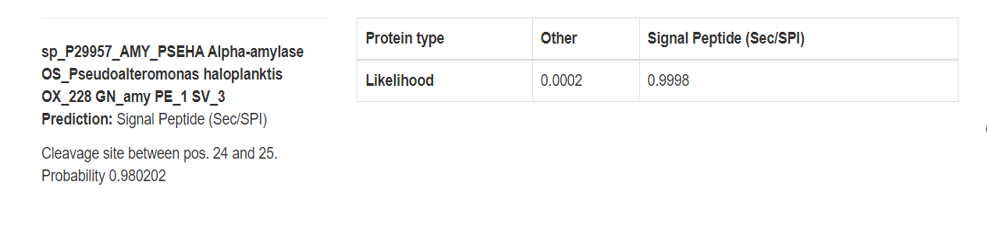 sp_P29957_AMY_PSEHA Alpha-amylase
OS_Pseudoalteromonas haloplanktis
OX_228 GN_amy PE_1 SV_3
Prediction: Signal Peptide (Sec/SPI)
Cleavage site between pos. 24 and 25.
Probability 0.980202
Protein type Other Signal Peptide (Sec/SPI)
Likelihood 0.0002 0.9998